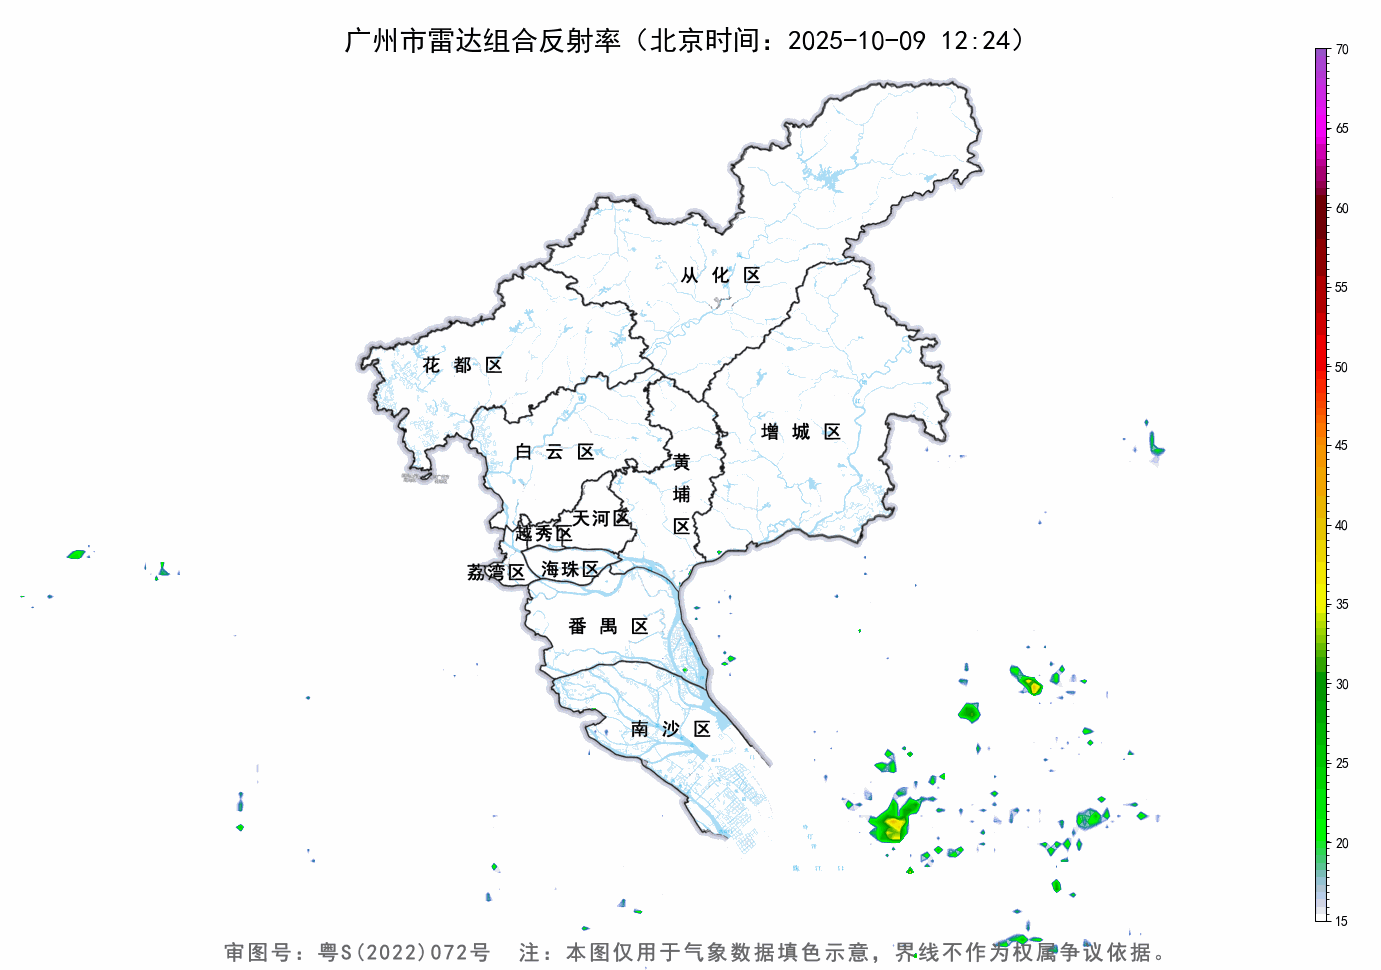 广州市雷达组合反射率（北京时间：2025-10-09 12:24）
70
65
60
55
50
45
40
35
30
25
20
15
从化区
花都区
增城区
白云区
黄埔区
天河区
越秀区
荔湾区
海珠区
番禺区
南沙区
审图号：粤S(2022)072号 注：本图仅用于气象数据填色示意，界线不作为权属争议依据。